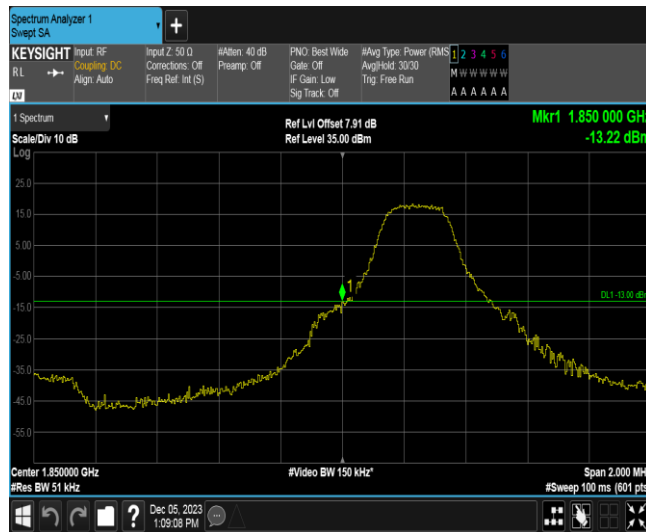 Spectrum Analyzer 1
Swept SA
KEYSIGHT
RL
LXI
Input: RF
Coupling: DC
Align: Auto
Input Z: 50 Ω
Corrections: Off
Freq Ref: Int (S)
#Atten: 40 dB
Preamp: Off
PNO: Best Wide
Gate: Off
IF Gain: Low
Sig Track: Off
#Avg Type: Power (RMS
Avg|Hold: 30/30
Trig: Free Run
1 2 3 4 5 6
M W W W W W
A A A A A A
1 Spectrum
Scale/Div 10 dB
Ref Lvl Offset 7.91 dB
Ref Level 35.00 dBm
Mkr1 1.850 000 GHz
-13.22 dBm
Log
25.0
15.0
5.00
-5.00
-15.0
-25.0
-35.0
-45.0
-55.0
1
DL1 -13.00 dBm
Center 1.850000 GHz
#Res BW 51 kHz
#Video BW 150 kHz*
Span 2.000 MHz
#Sweep 100 ms (601 pts)
?
Dec 05, 2023
1:09:08 PM